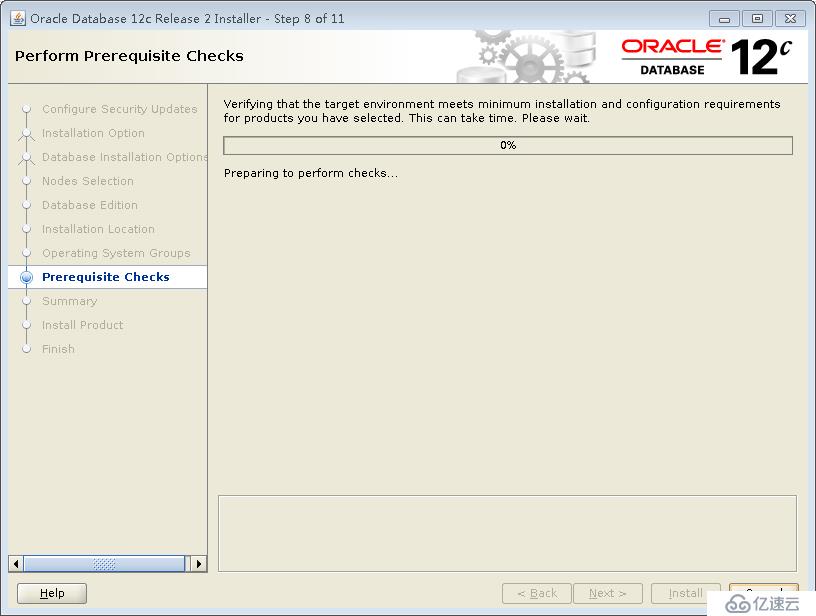 Oracle Database 12c Release 2 Installer - Step 8 of 11
Perform Prerequisite Checks
ORACLE®
DATABASE
12c
Configure Security Updates
Installation Option
Database Installation Options
Nodes Selection
Database Edition
Installation Location
Operating System Groups
Prerequisite Checks
Summary
Install Product
Finish
Verifying that the target environment meets minimum installation and configuration requirements
for products you have selected. This can take time. Please wait.
0%
Preparing to perform checks...
Help
< Back
Next >
Install
亿速云